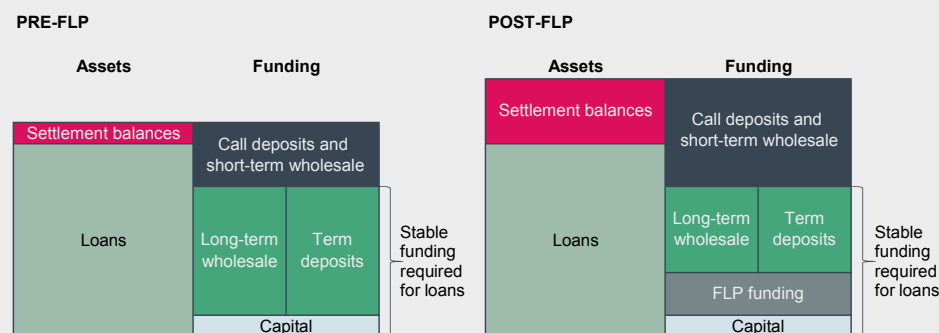 PRE-FLP
Assets Funding
Settlement balances
Call deposits and
short-term wholesale
Loans
Long-term
wholesale
Term
deposits
Stable
funding
required
for loans
Capital
POST-FLP
Assets Funding
Settlement balances
Call deposits and
short-term wholesale
Loans
Long-term
wholesale
Term
deposits
Stable
funding
required
for loans
FLP funding
Capital